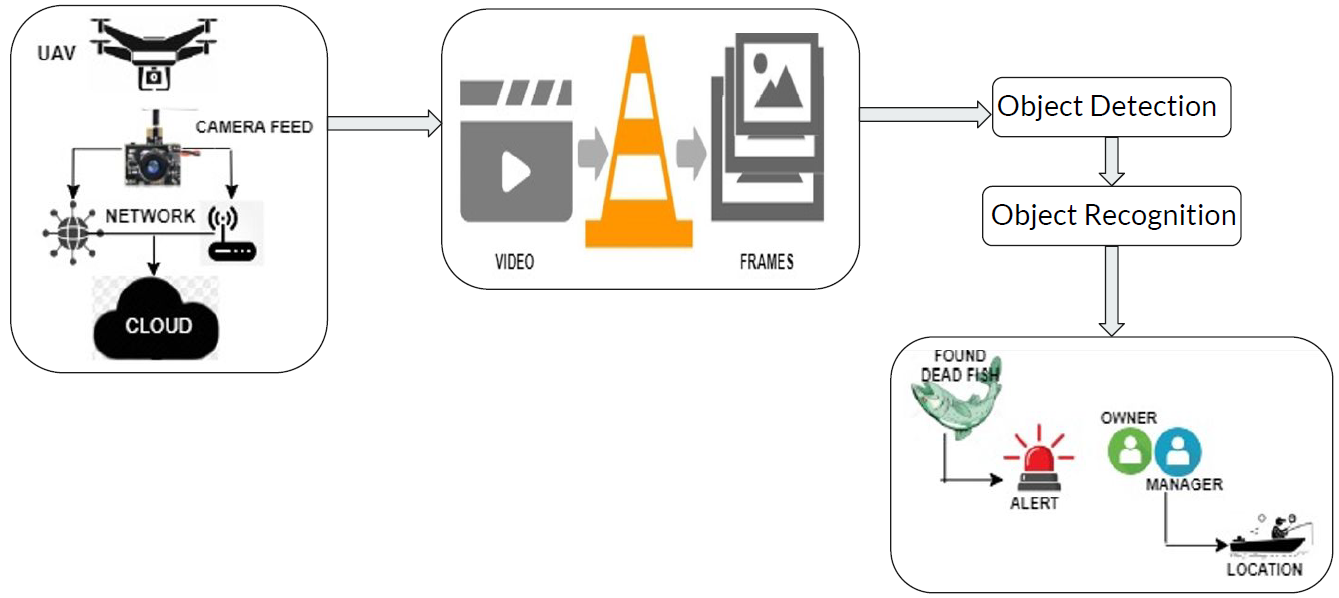 UAV
CAMERA FEED
NETWORK
CLOUD
VIDEO
FRAMES
Object Detection
Object Recognition
FOUND
DEAD FISH
ALERT
OWNER
MANAGER
LOCATION